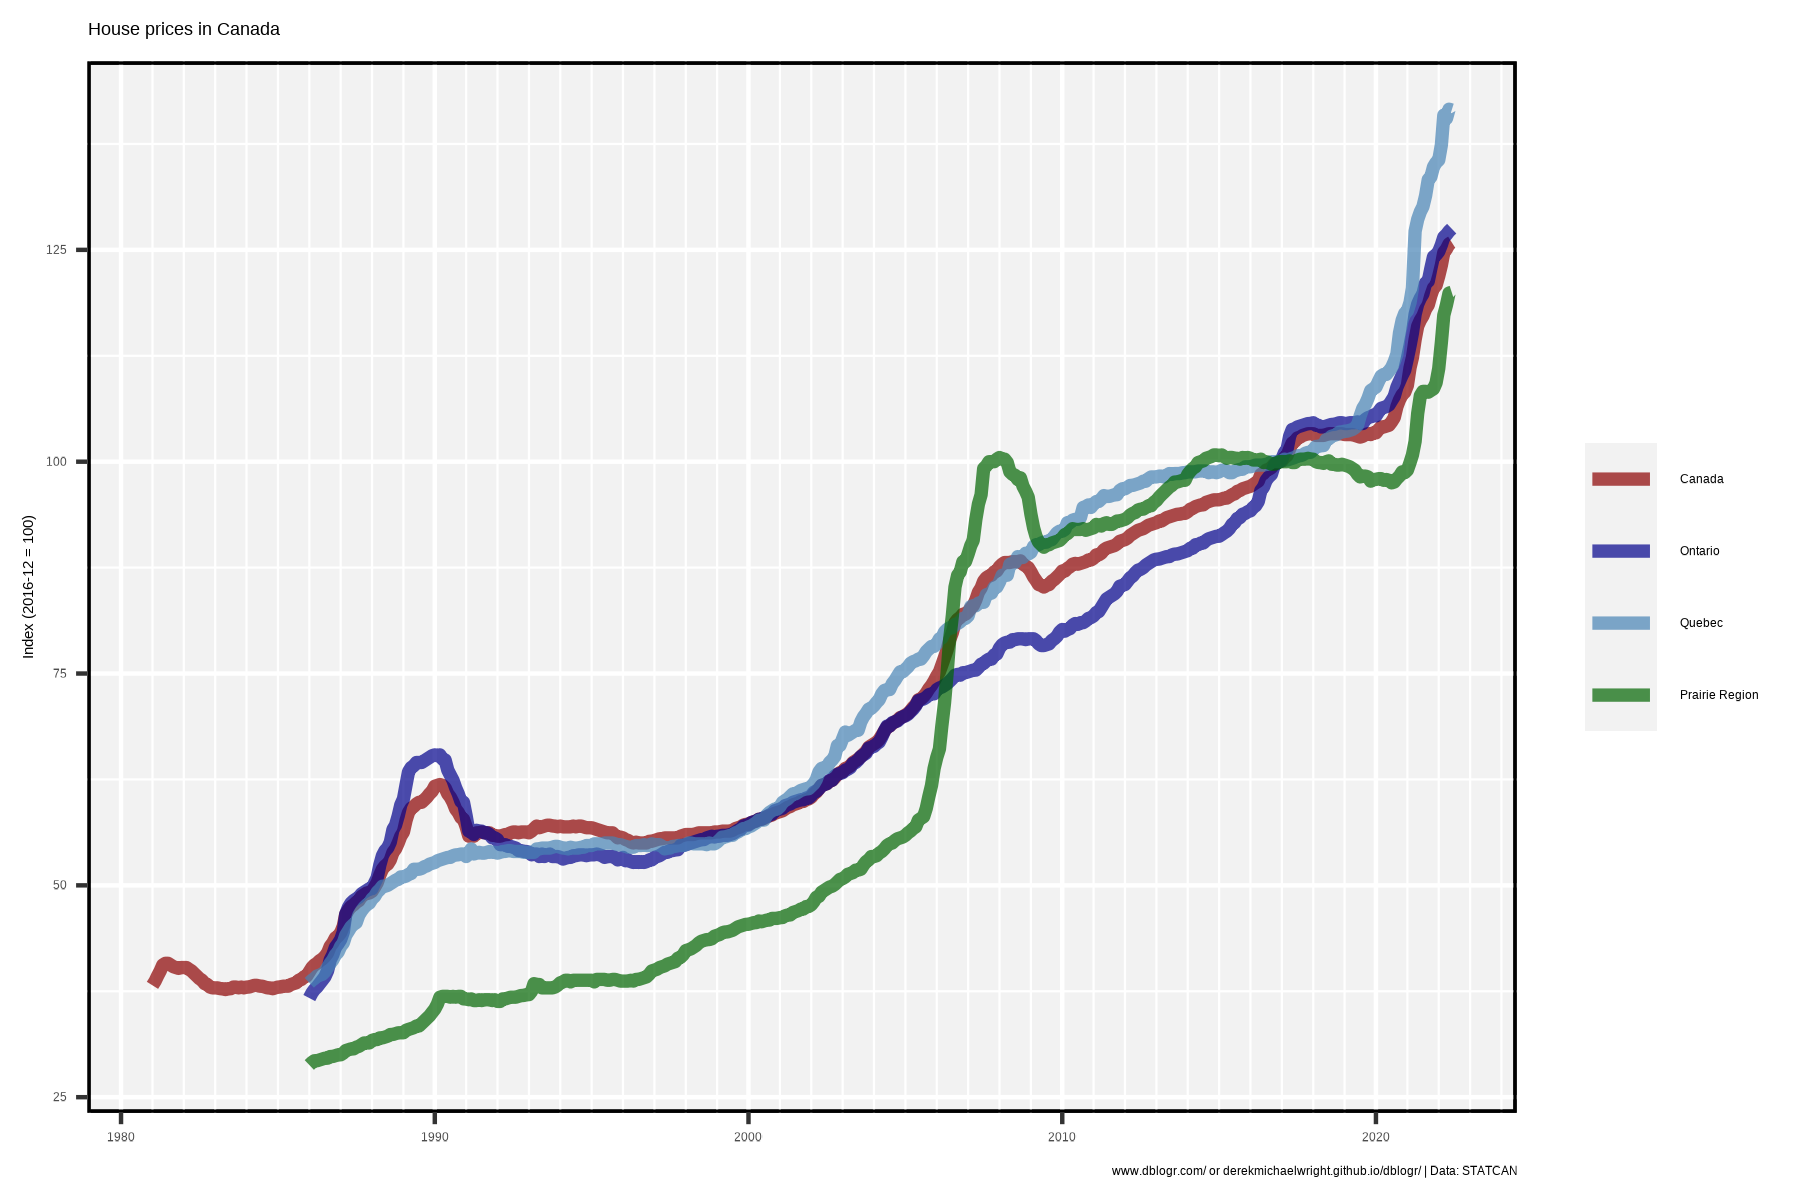 House prices in Canada
Index (2016-12 = 100)
125
100
75
50
25
1980
1990
2000
2010
2020
Canada
Ontario
Quebec
Prairie Region
www.dblogr.com/ or derekmichaelwright.github.io/dblogr/ | Data: STATCAN